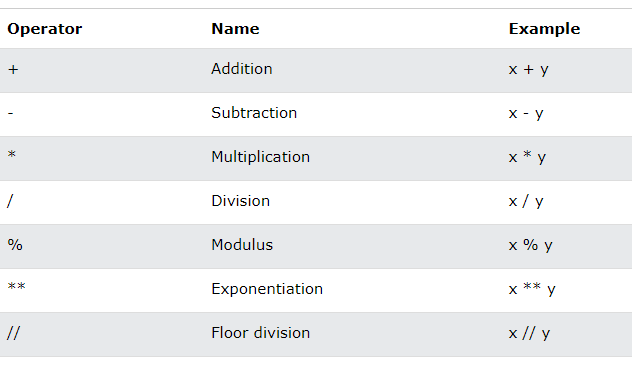 Operator Name Example
+ Addition x + y
- Subtraction x - y
* Multiplication x * y
/ Division x / y
% Modulus x % y
** Exponentiation x ** y
// Floor division x // y